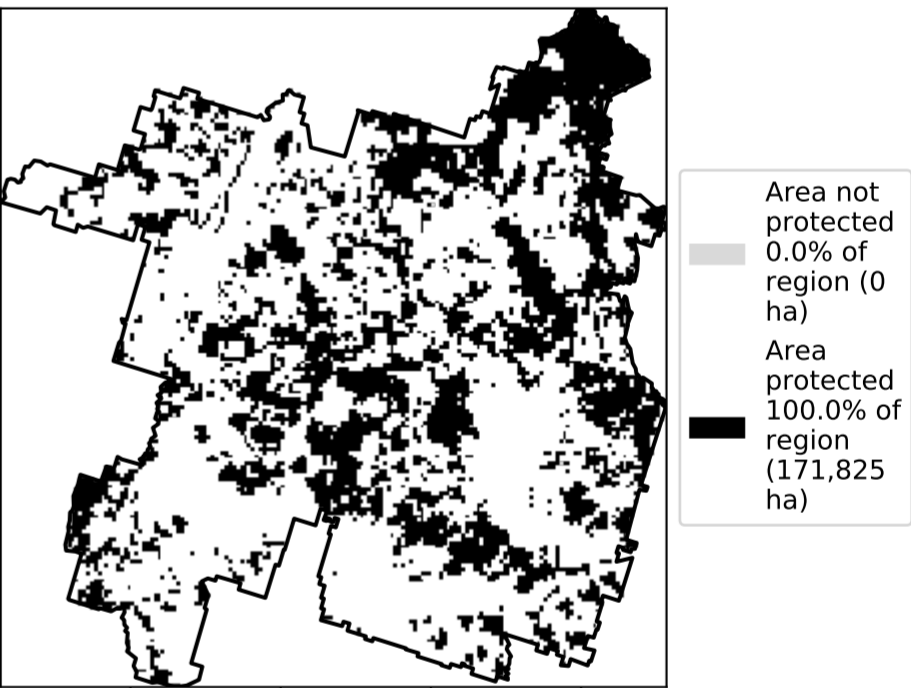 Area not
protected
0.0% of
region (0
ha)
Area
protected
100.0% of
region
(171,825
ha)